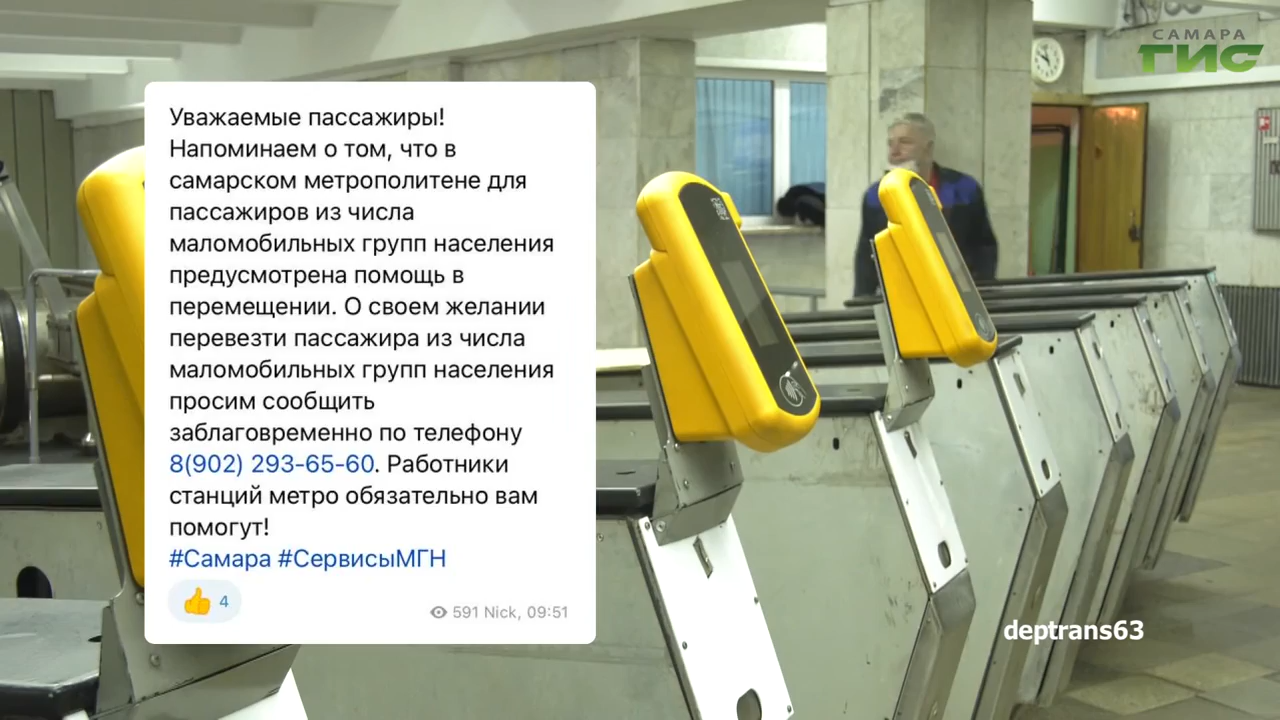 САМАРА
ГИС
Уважаемые пассажиры!
Напоминаем о том, что в
самарском метрополитене для
пассажиров из числа
маломобильных групп населения
предусмотрена помощь в
перемещении. О своем желании
перевезти пассажира из числа
маломобильных групп населения
просим сообщить
заблаговременно по телефону
8(902) 293-65-60. Работники
станций метро обязательно вам
помогут!
#Самара #СервисыМГН
👍 4
591 Nick, 09:51
deptrans63